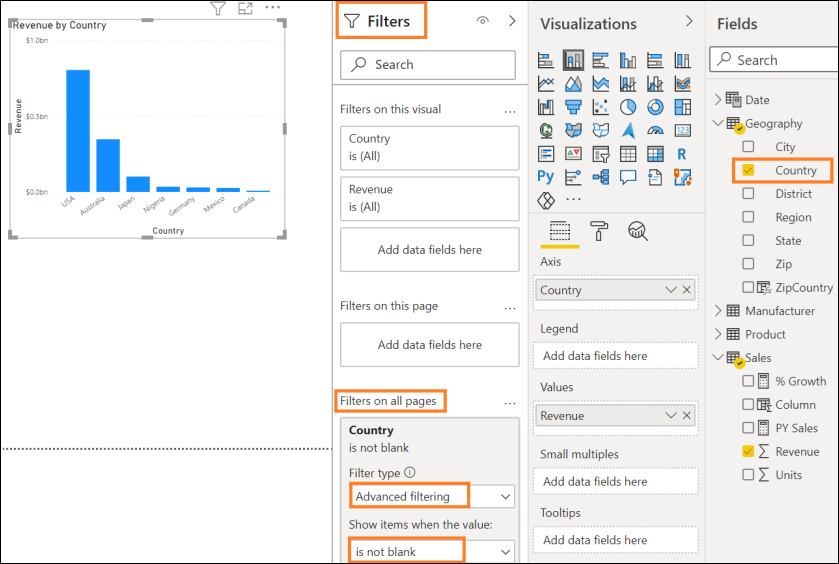 Revenue by Country
$1.0bn
$0.5bn
$0.0bn
Revenue
USA
Australia
Japan
Nigeria
Germany
Mexico
Canada
Country
Filters
Search
Filters on this visual
...
Country
is (All)
Revenue
is (All)
Add data fields here
Filters on this page
...
Add data fields here
Filters on all pages
...
Country
is not blank
Filter type
Advanced filtering
Show items when the value:
is not blank
Visualizations
123
R
Py
...
Axis
Country
Legend
Add data fields here
Values
Revenue
Small multiples
Add data fields here
Tooltips
Add data fields here
Fields
Search
Date
Geography
City
Country
District
Region
State
Zip
ZipCountry
Manufacturer
Product
Sales
% Growth
Column
PY Sales
Revenue
Units